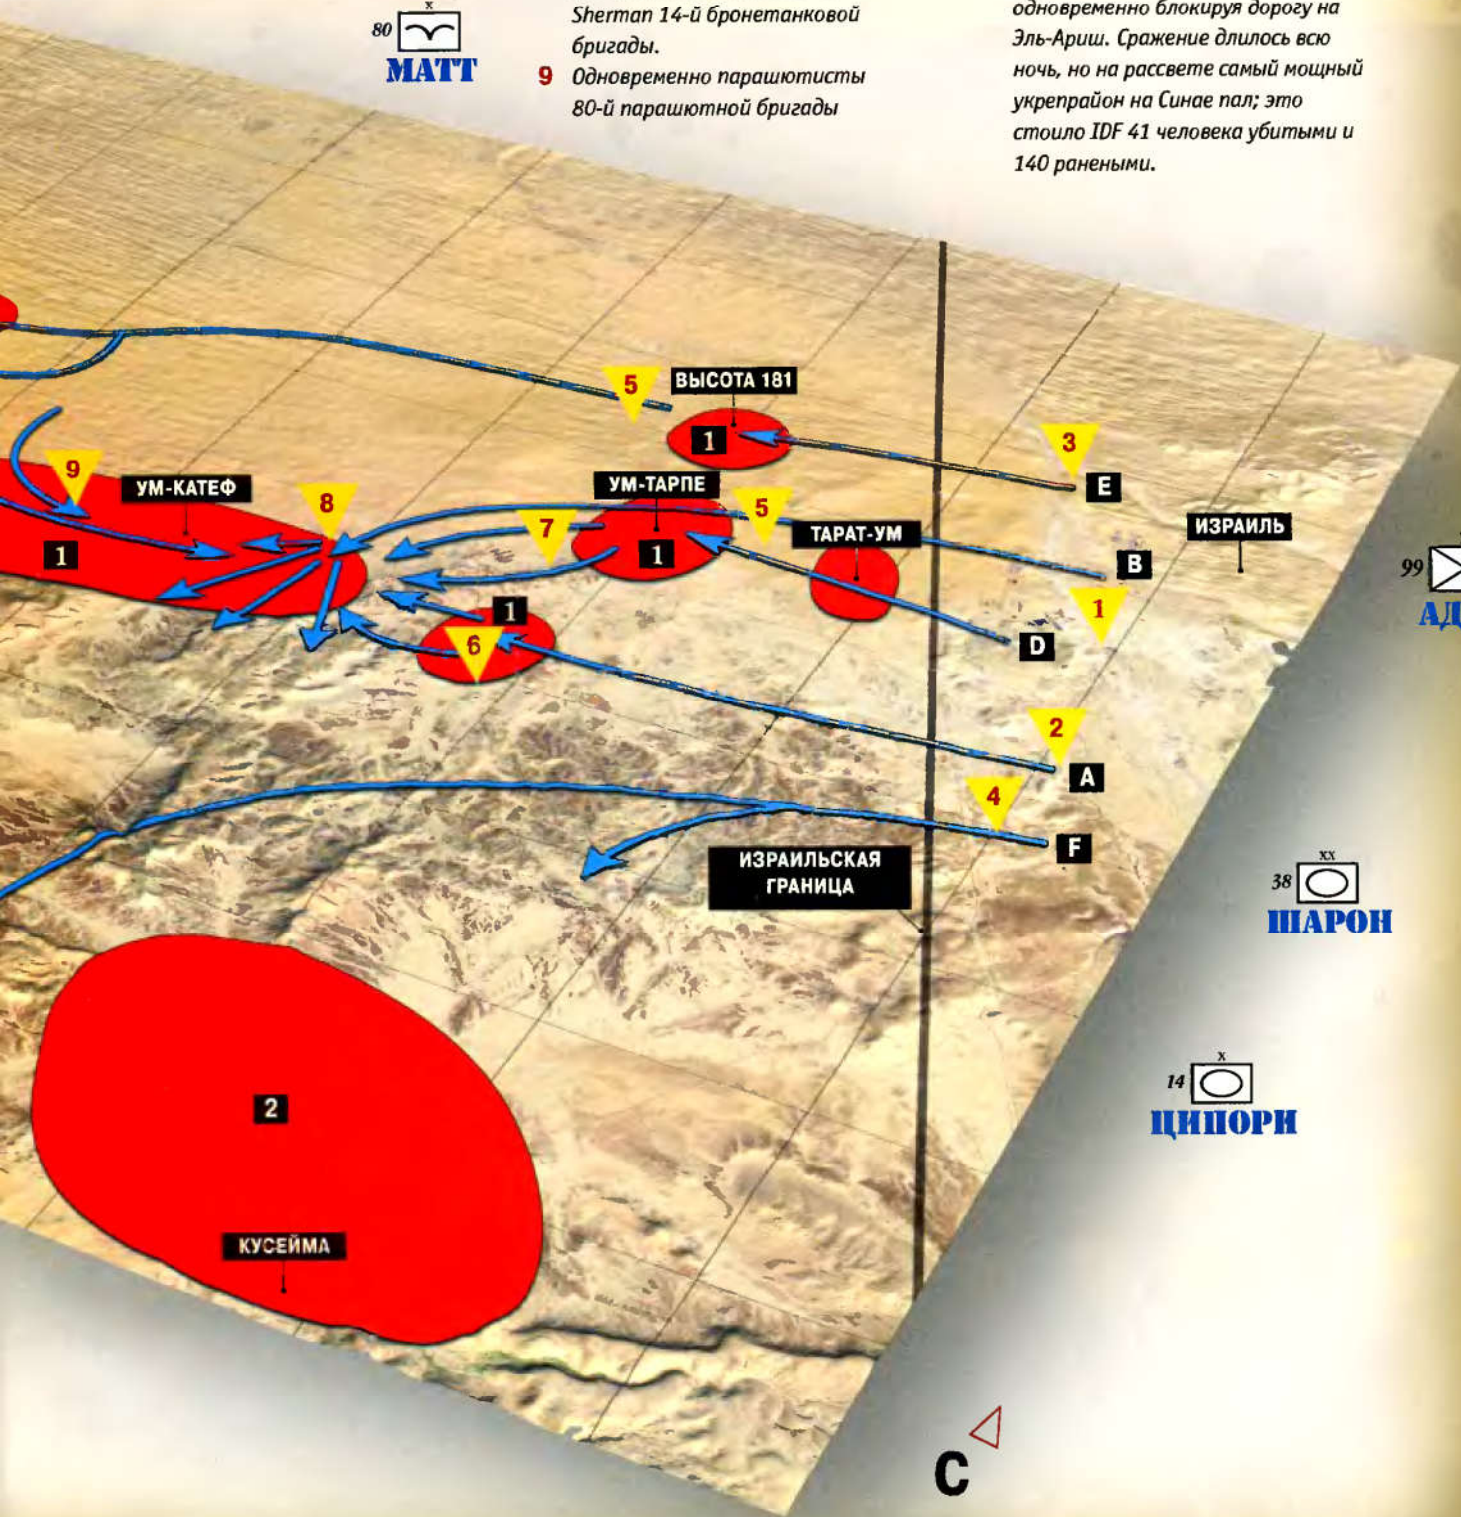 x
80
МАТТ
Sherman 14-й бронетанковой
бригады.
9 Одновременно парашютисты
80-й парашютной бригады
одновременно блокируя дорогу на
Эль-Ариш. Сражение длилось всю
ночь, но на рассвете самый мощный
укрепрайон на Синае пал; это
стоило IDF 41 человека убитыми и
140 ранеными.
5
ВЫСОТА 181
1
3
E
9
УМ-КАТЕФ
8
УМ-ТАРПЕ
7
5
ТАРАТ-УМ
ИЗРАИЛЬ
1
1
B
99
1
1
D
6
2
A
4
F
ИЗРАИЛЬСКАЯ
ГРАНИЦА
xx
38
ШАРОН
x
14
ЦИПОРИ
2
КУСЕЙМА
С